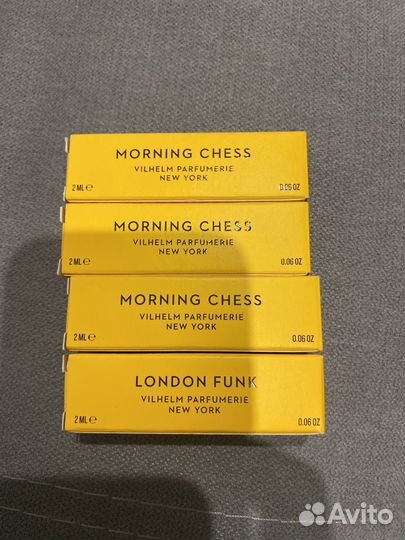 MORNING CHESS
VILHELM PARFUMERIE
NEW YORK
2 ML ℮
0.06 OZ
MORNING CHESS
VILHELM PARFUMERIE
NEW YORK
2 ML ℮
0.06 OZ
MORNING CHESS
VILHELM PARFUMERIE
NEW YORK
2 ML ℮
0.06 OZ
LONDON FUNK
VILHELM PARFUMERIE
NEW YORK
2 ML ℮
0.06 OZ
Avito